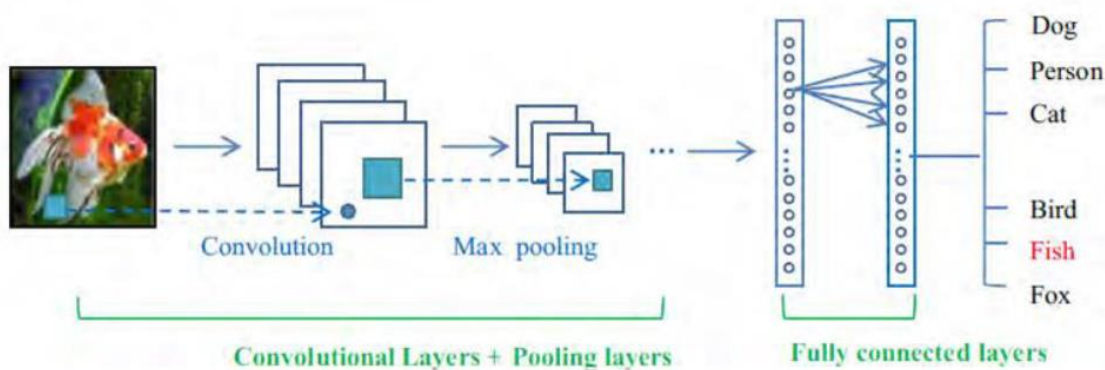 Dog
Person
Cat
Bird
Fish
Fox
Convolution
Max pooling
Convolutional Layers + Pooling layers
Fully connected layers